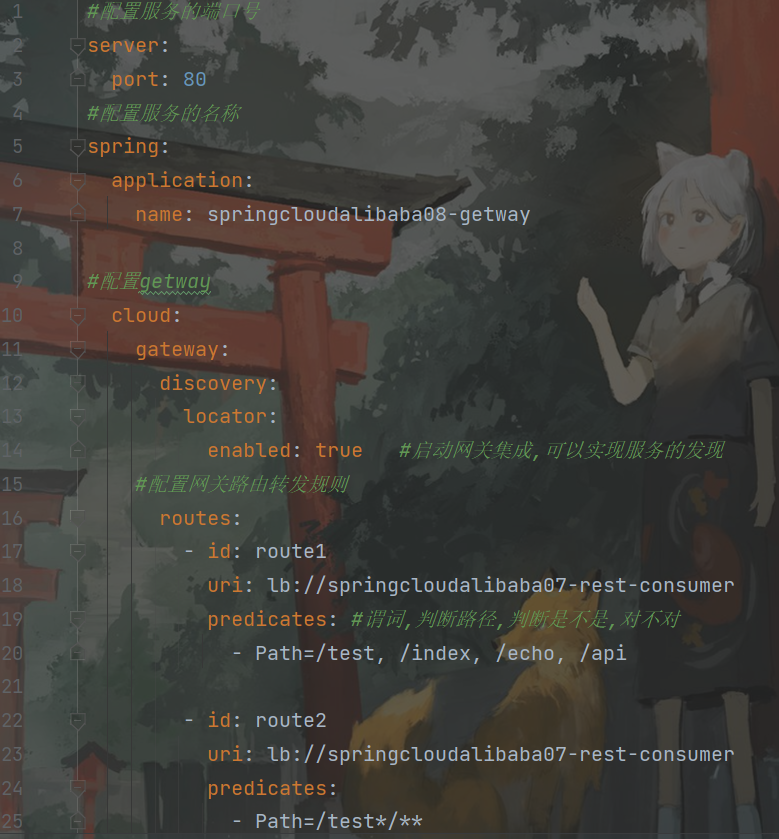 1 #配置服务的端口号
2 server:
3   port: 80
4 #配置服务的名称
5 spring:
6   application:
7     name: springcloudalibaba08-getway
8
9 #配置getway
10   cloud:
11     gateway:
12       discovery:
13         locator:
14           enabled: true   #启动网关集成,可以实现服务的发现
15     #配置网关路由转发规则
16       routes:
17         - id: route1
18           uri: lb://springcloudalibaba07-rest-consumer
19           predicates: #谓词,判断路径,判断是不是,对不对
20             - Path=/test, /index, /echo, /api
21
22         - id: route2
23           uri: lb://springcloudalibaba07-rest-consumer
24           predicates:
25             - Path=/test*/**